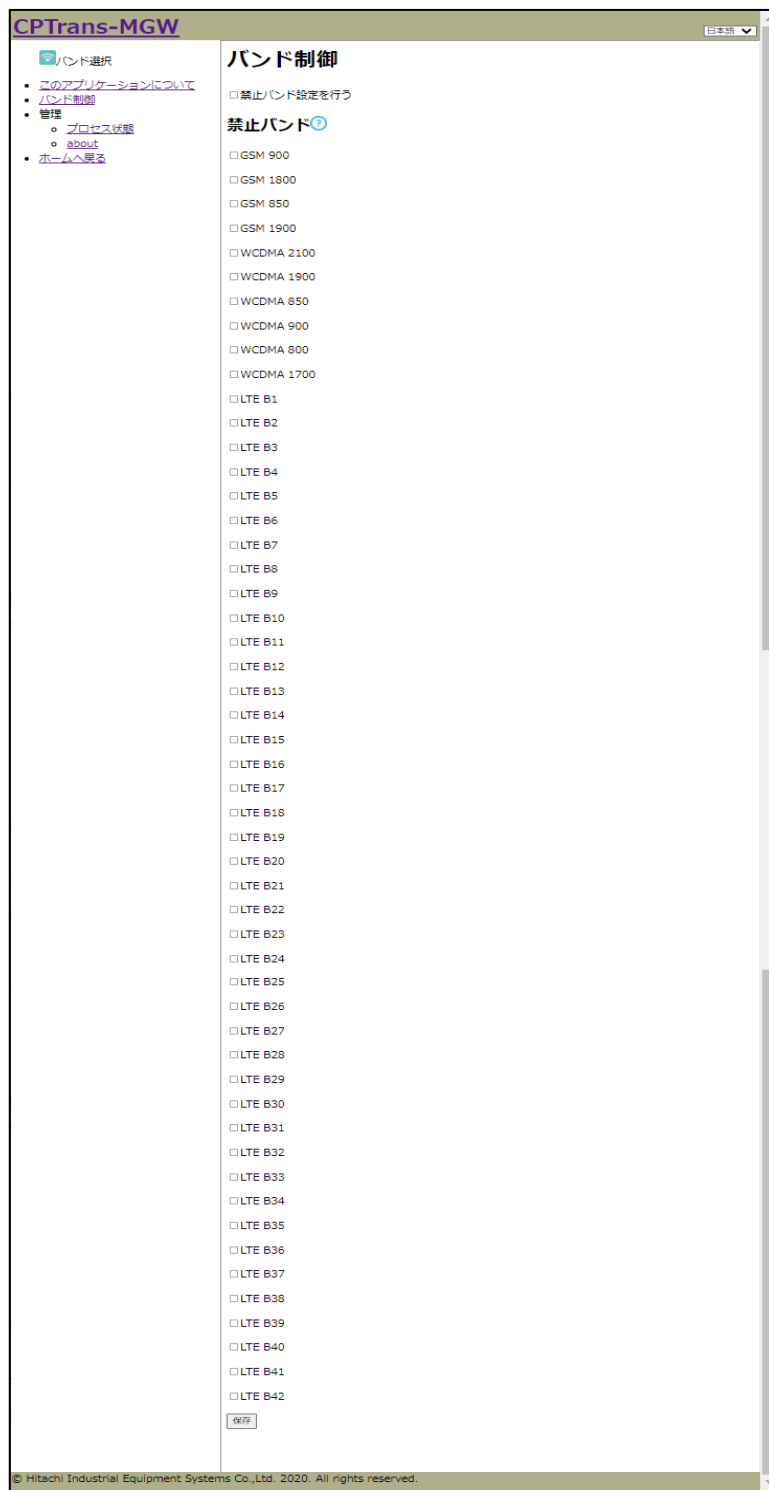 CPTrans-MGW
日本語
バンド選択
このアプリケーションについて
バンド制御
管理
プロセス状態
about
ホームへ戻る
バンド制御
禁止バンド設定を行う
禁止バンド?
GSM 900
GSM 1800
GSM 850
GSM 1900
WCDMA 2100
WCDMA 1900
WCDMA 850
WCDMA 900
WCDMA 800
WCDMA 1700
LTE B1
LTE B2
LTE B3
LTE B4
LTE B5
LTE B6
LTE B7
LTE B8
LTE B9
LTE B10
LTE B11
LTE B12
LTE B13
LTE B14
LTE B15
LTE B16
LTE B17
LTE B18
LTE B19
LTE B20
LTE B21
LTE B22
LTE B23
LTE B24
LTE B25
LTE B26
LTE B27
LTE B28
LTE B29
LTE B30
LTE B31
LTE B32
LTE B33
LTE B34
LTE B35
LTE B36
LTE B37
LTE B38
LTE B39
LTE B40
LTE B41
LTE B42
保存
© Hitachi Industrial Equipment Systems Co.,Ltd. 2020. All rights reserved.